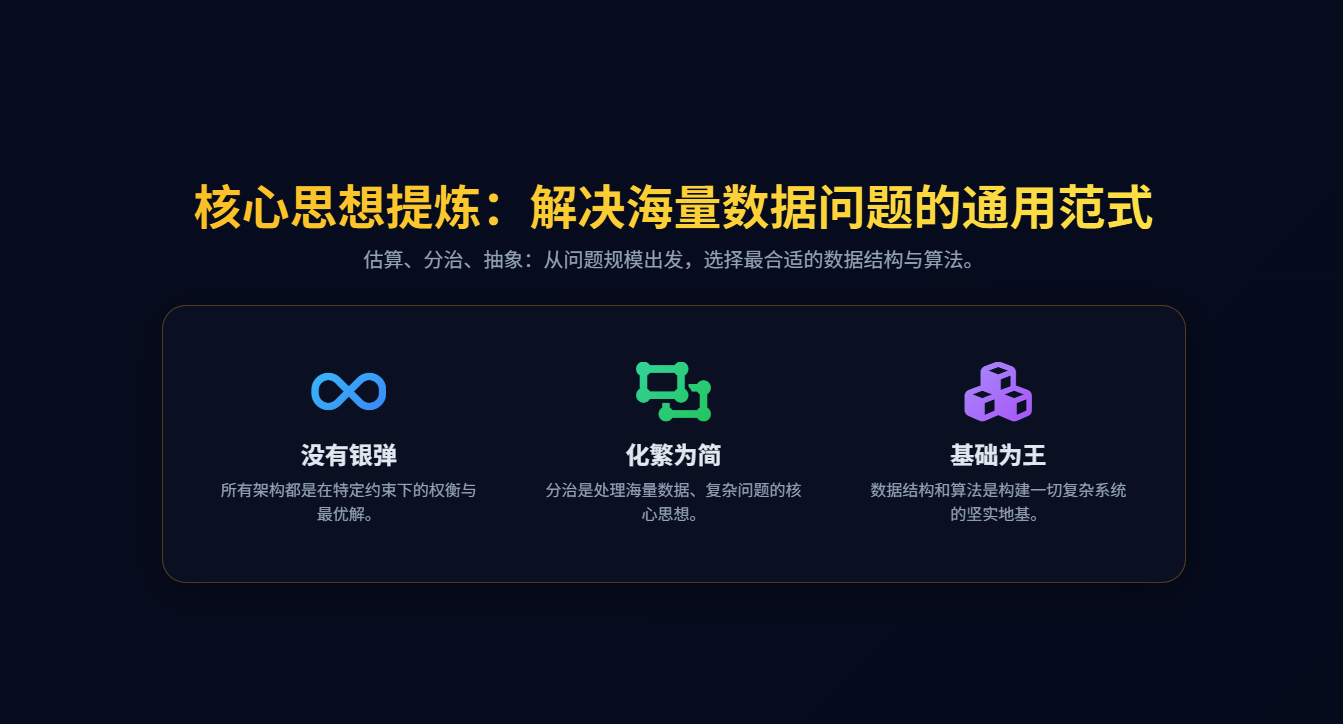 核心思想提炼：解决海量数据问题的通用范式
估算、分治、抽象：从问题规模出发，选择最合适的数据结构与算法。
没有银弹
所有架构都是在特定约束下的权衡与
最优解。
化繁为简
分治是处理海量数据、复杂问题的核
心思想。
基础为王
数据结构和算法是构建一切复杂系统
的坚实地基。